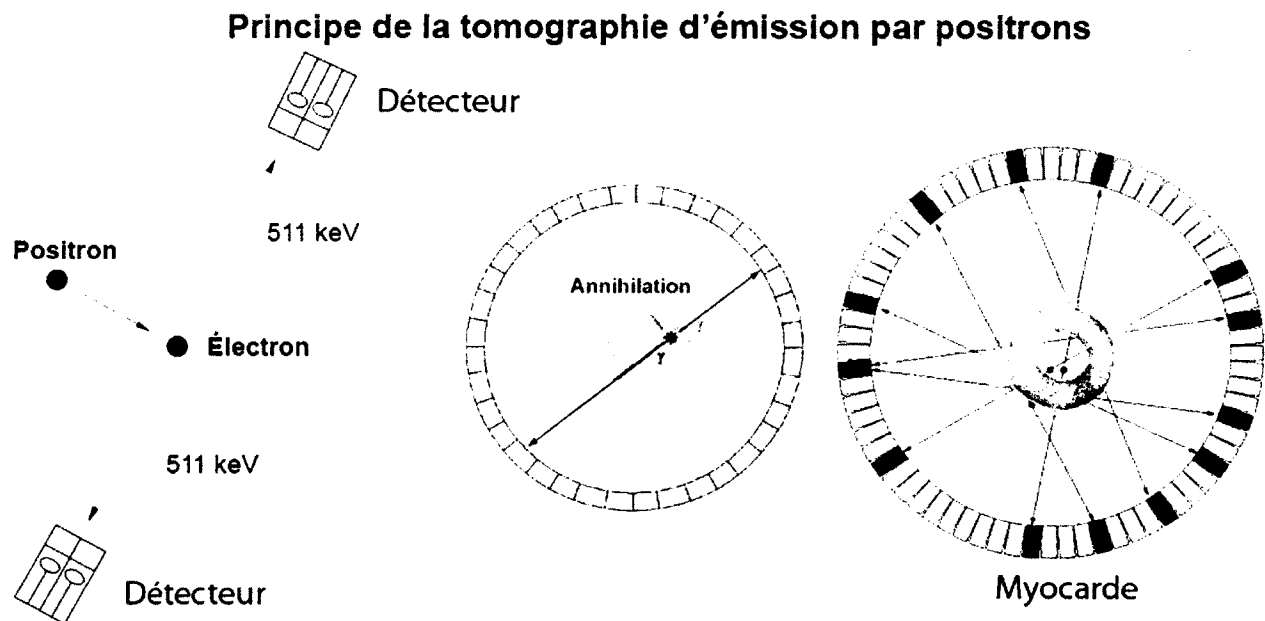 Principe de la tomographie d'émission par positrons
Détecteur
511 keV
Positron
Électron
511 keV
Détecteur
Annihilation
γ
Myocarde